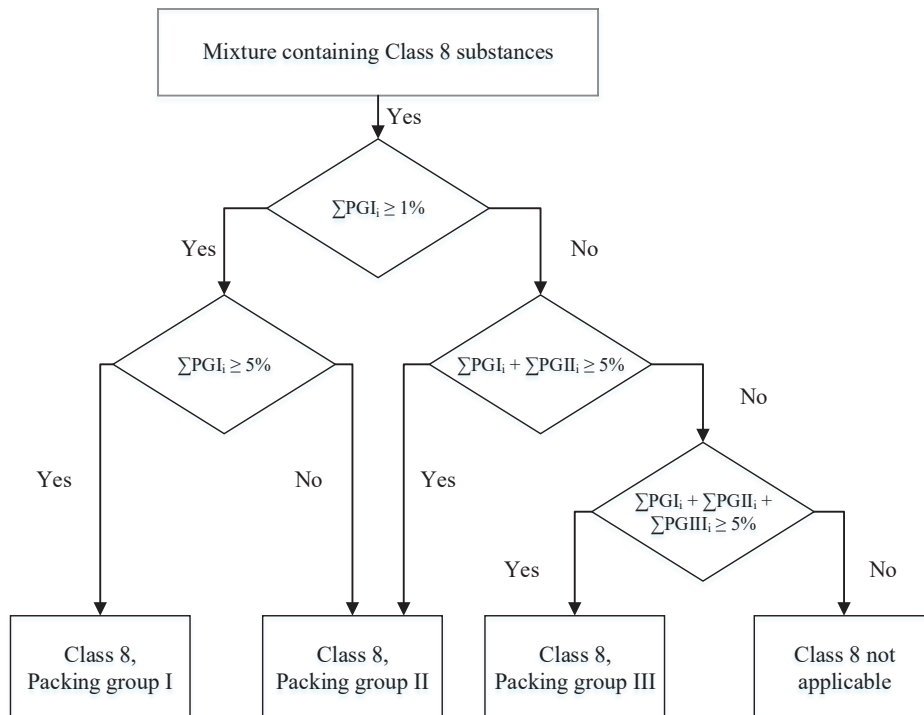 Mixture containing Class 8 substances
Yes
∑PGIᵢ ≥ 1%
Yes
No
∑PGIᵢ ≥ 5%
∑PGIᵢ + ∑PGIIᵢ ≥ 5%
No
Yes
No
Yes
∑PGIᵢ + ∑PGIIᵢ +
∑PGIIIᵢ ≥ 5%
Yes
No
Class 8,
Packing group I
Class 8,
Packing group II
Class 8,
Packing group III
Class 8 not
applicable